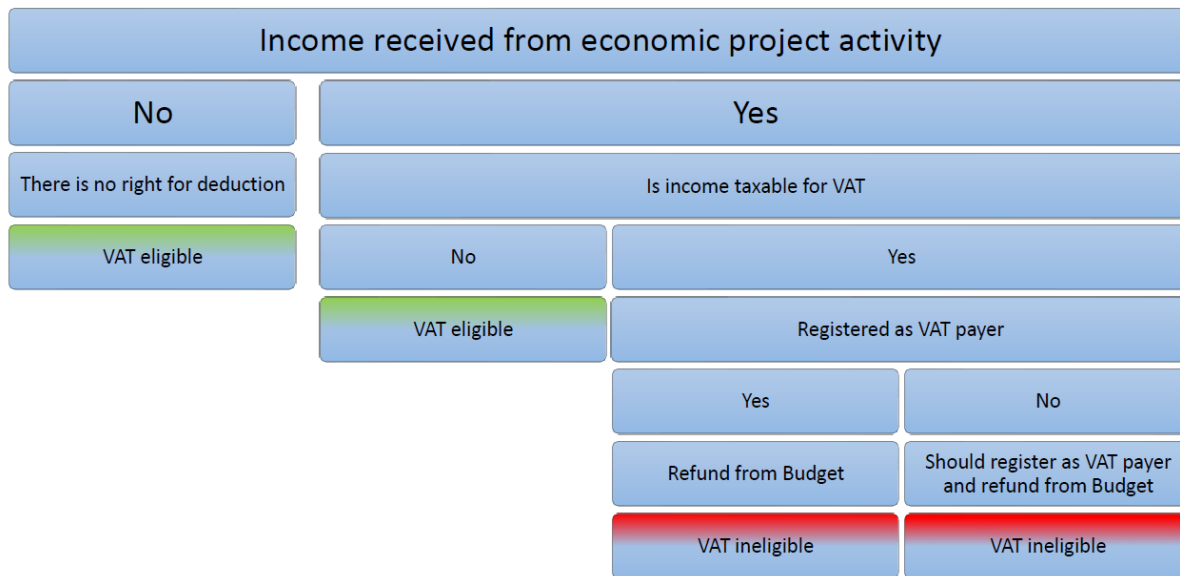 Income received from economic project activity
No
Yes
There is no right for deduction
Is income taxable for VAT
VAT eligible
No
Yes
VAT eligible
Registered as VAT payer
Yes
No
Refund from Budget
Should register as VAT payer
and refund from Budget
VAT ineligible
VAT ineligible